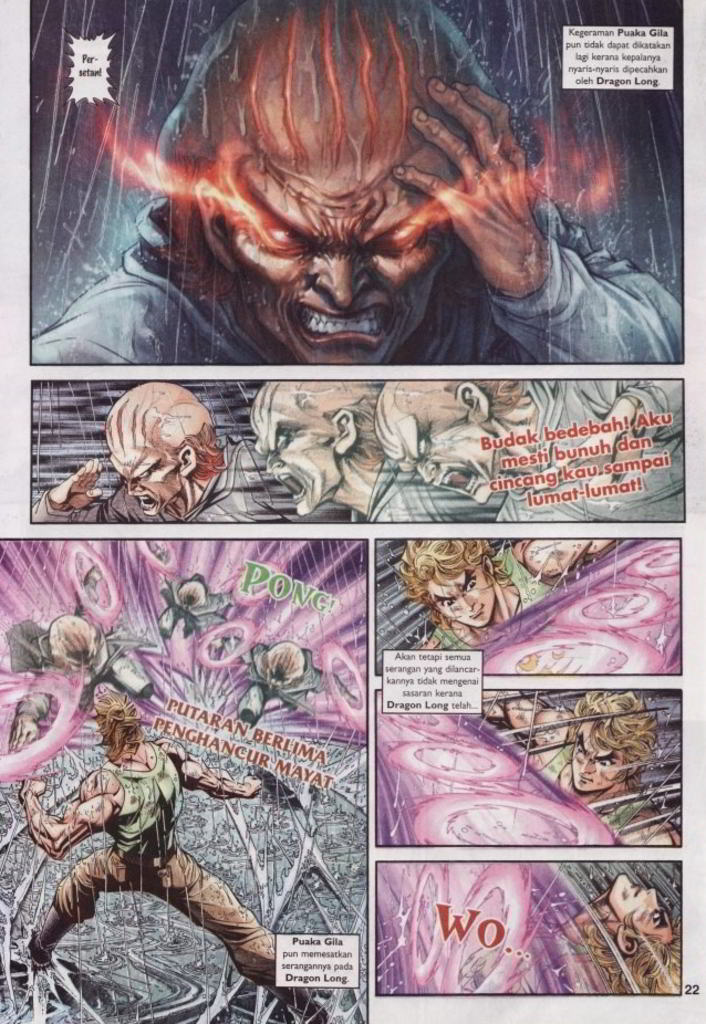 Per-
setan!
Kegeraman Puaka Gila
pun tidak dapat dikatakan
lagi kerana kepalanya
nyaris-nyaris dipecahkan
oleh Dragon Long.
Budak bedebah! Aku
mesti bunuh dan
cincang kau sampai
lumat-lumat!
PONG!
PUTARAN BERLIMA
PENGHANCUR MAYAT
Puaka Gila
pun memesatkan
serangannya pada
Dragon Long.
Akan tetapi semua
serangan yang dilancar-
kannya tidak mengenai
sasaran kerana
Dragon Long telah...
WO...
22